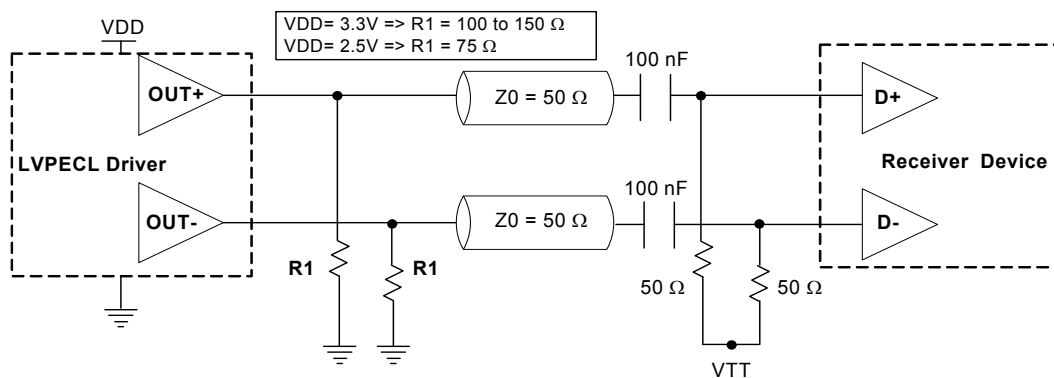 VDD= 3.3V => R1 = 100 to 150 Ω
VDD= 2.5V => R1 = 75 Ω
VDD
100 nF
OUT+
Z0 = 50 Ω
D+
LVPECL Driver
Receiver Device
100 nF
OUT-
Z0 = 50 Ω
D-
R1
R1
50 Ω
50 Ω
VTT